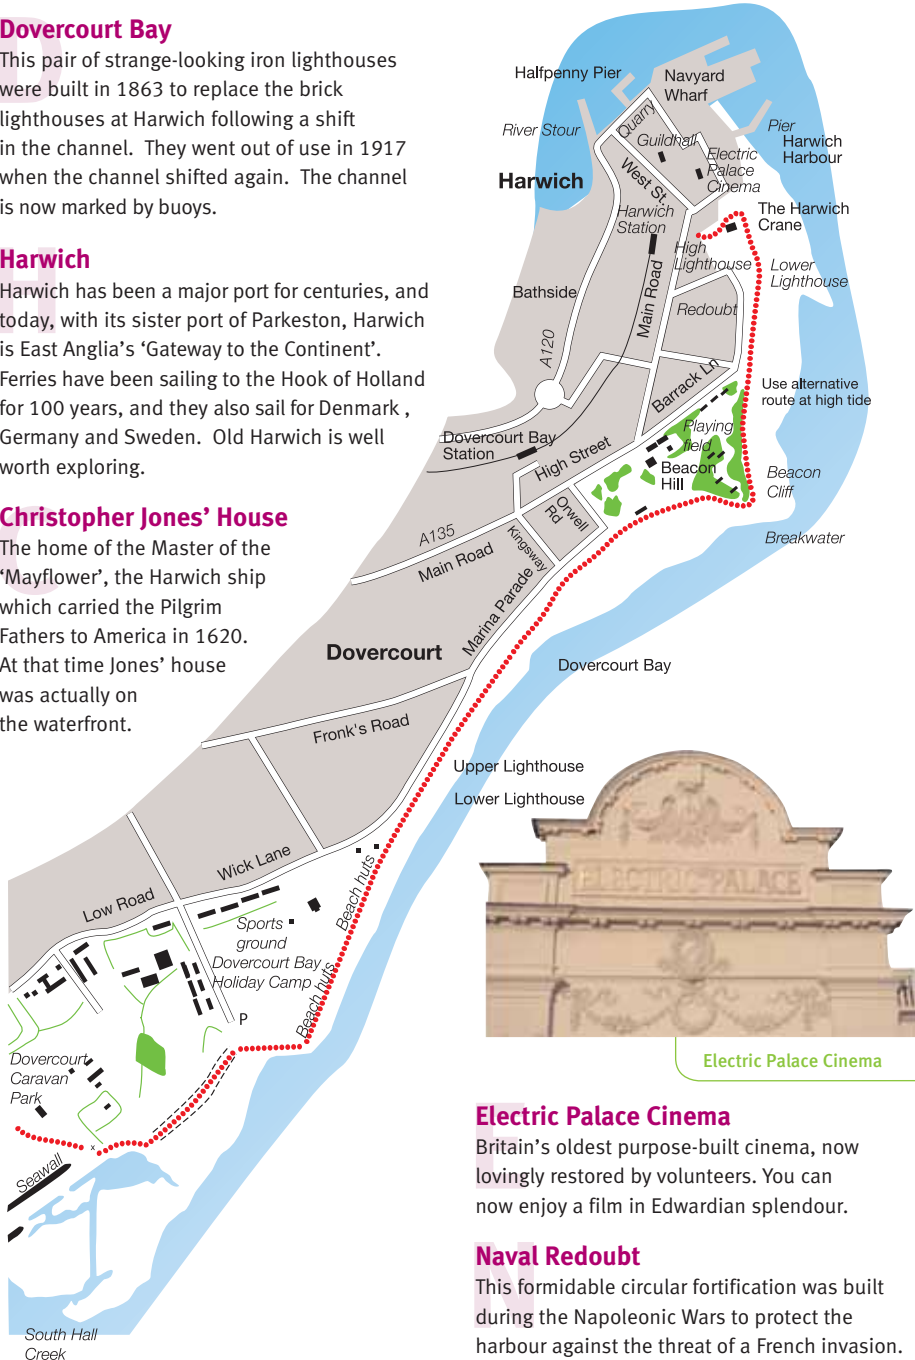 Dovercourt Bay
This pair of strange-looking iron lighthouses
were built in 1863 to replace the brick
lighthouses at Harwich following a shift
in the channel.  They went out of use in 1917
when the channel shifted again.  The channel
is now marked by buoys.
Harwich
Harwich has been a major port for centuries, and
today, with its sister port of Parkeston, Harwich
is East Anglia's ‘Gateway to the Continent’.
Ferries have been sailing to the Hook of Holland
for 100 years, and they also sail for Denmark ,
Germany and Sweden.  Old Harwich is well
worth exploring.
Christopher Jones’ House
The home of the Master of the
‘Mayflower’, the Harwich ship
which carried the Pilgrim
Fathers to America in 1620.
At that time Jones’ house
was actually on
the waterfront.
Halfpenny Pier
Navyard
Wharf
River Stour
Quarry
Guildhall
Pier
Harwich
Harbour
Electric
Palace
Cinema
Harwich
West St.
Harwich
Station
The Harwich
Crane
High
Lighthouse
Lower
Lighthouse
Bathside
Main Road
Redoubt
A120
Barrack Ln
Use alternative
route at high tide
Playing
field
Dovercourt Bay
Station
High Street
Beacon
Hill
Beacon
Cliff
Orwell
Rd
A135
Main Road
Kingsway
Breakwater
Marina Parade
Dovercourt
Dovercourt Bay
Fronk's Road
Upper Lighthouse
Lower Lighthouse
Wick Lane
Beach huts
Low Road
Sports
ground
Dovercourt Bay
Holiday Camp
Beach huts
P
Dovercourt
Caravan
Park
x
Seawall
South Hall
Creek
ELECTRIC PALACE
Electric Palace Cinema
Electric Palace Cinema
Britain’s oldest purpose-built cinema, now
lovingly restored by volunteers. You can
now enjoy a film in Edwardian splendour.
Naval Redoubt
This formidable circular fortification was built
during the Napoleonic Wars to protect the
harbour against the threat of a French invasion.
D
H
C
E
N